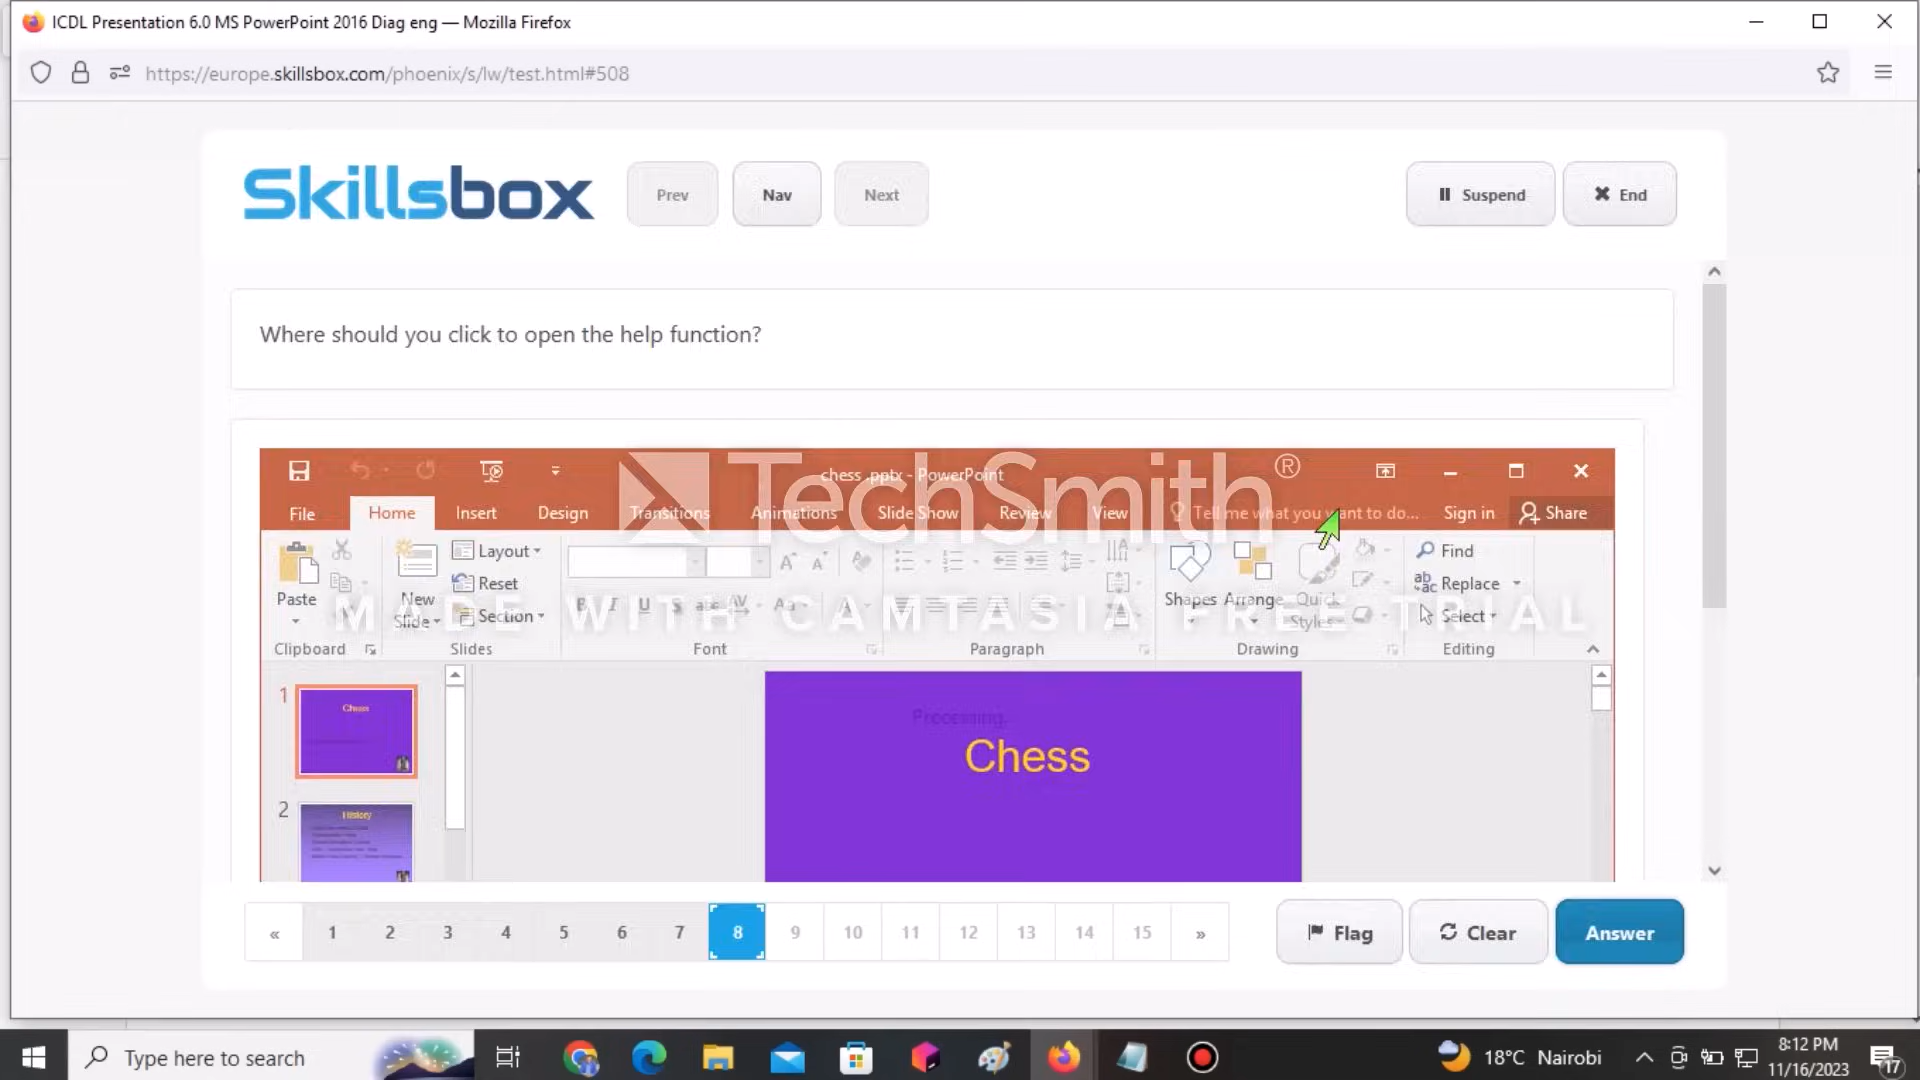 ICDL Presentation 6.0 MS PowerPoint 2016 Diag eng — Mozilla Firefox
https://europe.skillsbox.com/phoenix/s/lw/test.html#508
Skillsbox
Prev
Nav
Next
Suspend
End
Where should you click to open the help function?
chess .pptx - PowerPoint
TechSmith®
File
Home
Insert
Design
Transitions
Animations
Slide Show
Review
View
Tell me what you want to do...
Sign in
Share
Paste
New Slide
Layout
Reset
Section
Shapes
Arrange
Quick Styles
Find
Replace
Select
MADE WITH CAMTASIA FREE TRIAL
Clipboard
Slides
Font
Paragraph
Drawing
Editing
1
Chess
2
History
Processing
Chess
« 1 2 3 4 5 6 7 8 9 10 11 12 13 14 15 »
Flag
Clear
Answer
Type here to search
18°C Nairobi
8:12 PM
11/16/2023
17